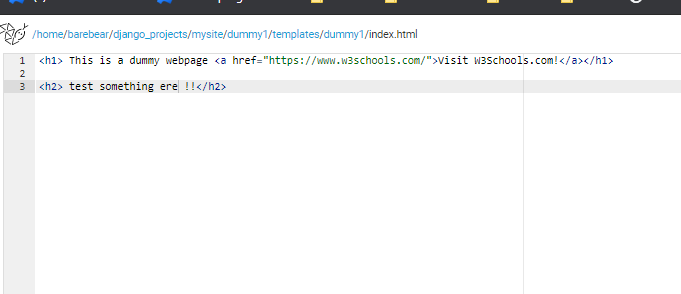 /home/barebear/django_projects/mysite/dummy1/templates/dummy1/index.html
1 <h1> This is a dummy webpage <a href="https://www.w3schools.com/">Visit W3Schools.com!</a></h1>
2
3 <h2> test something ere !!</h2>